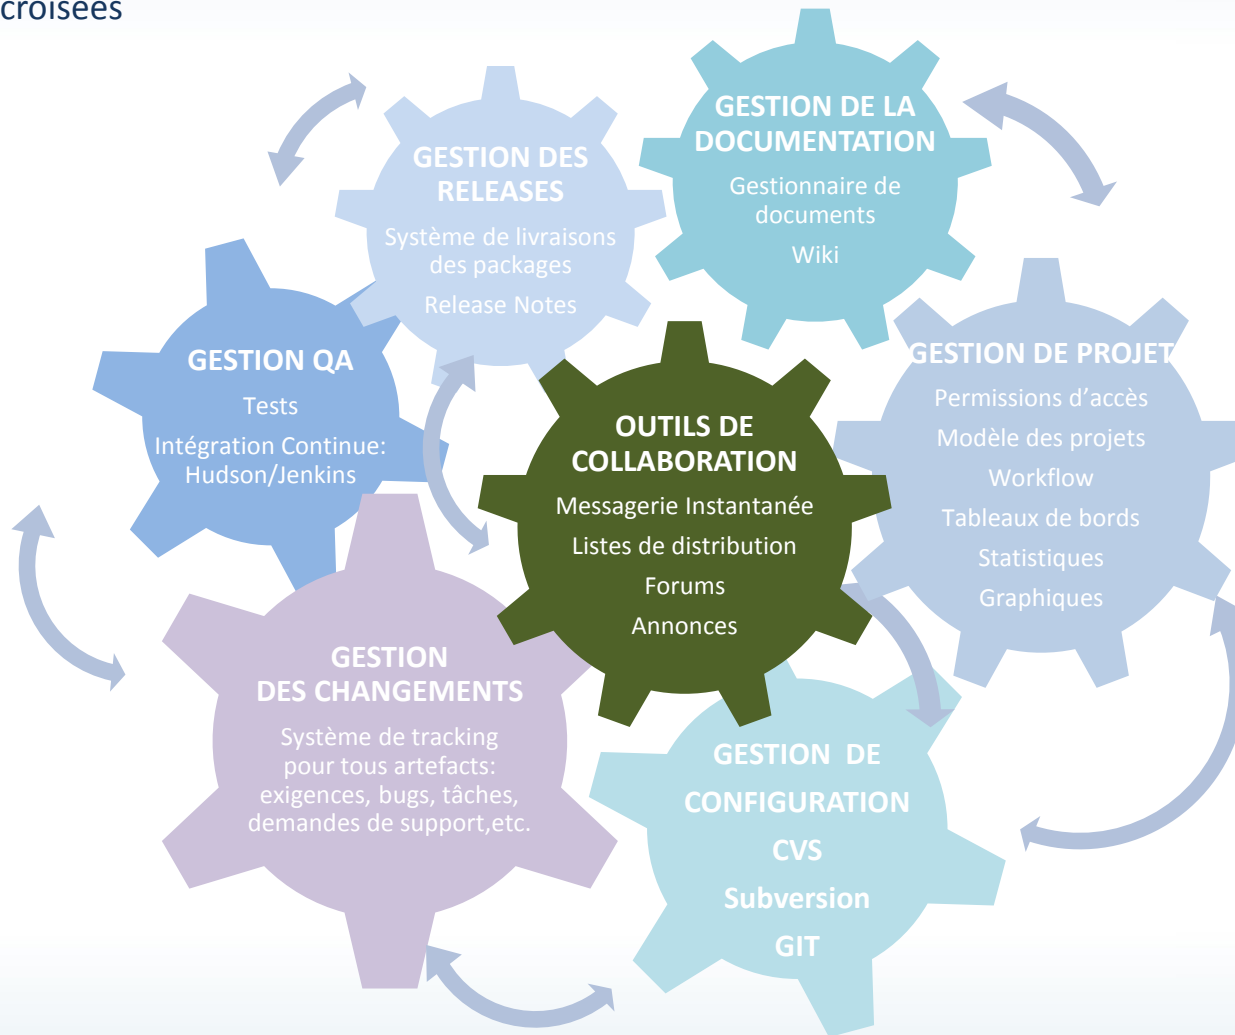 croisées
GESTION DE LA
DOCUMENTATION
Gestionnaire de
documents
Wiki
GESTION DES
RELEASES
Système de livraisons
des packages
Release Notes
GESTION QA
Tests
Intégration Continue:
Hudson/Jenkins
OUTILS DE
COLLABORATION
Messagerie Instantanée
Listes de distribution
Forums
Annonces
GESTION DE PROJET
Permissions d’accès
Modèle des projets
Workflow
Tableaux de bords
Statistiques
Graphiques
GESTION
DES CHANGEMENTS
Système de tracking
pour tous artefacts:
exigences, bugs, tâches,
demandes de support,etc.
GESTION DE
CONFIGURATION
CVS
Subversion
GIT